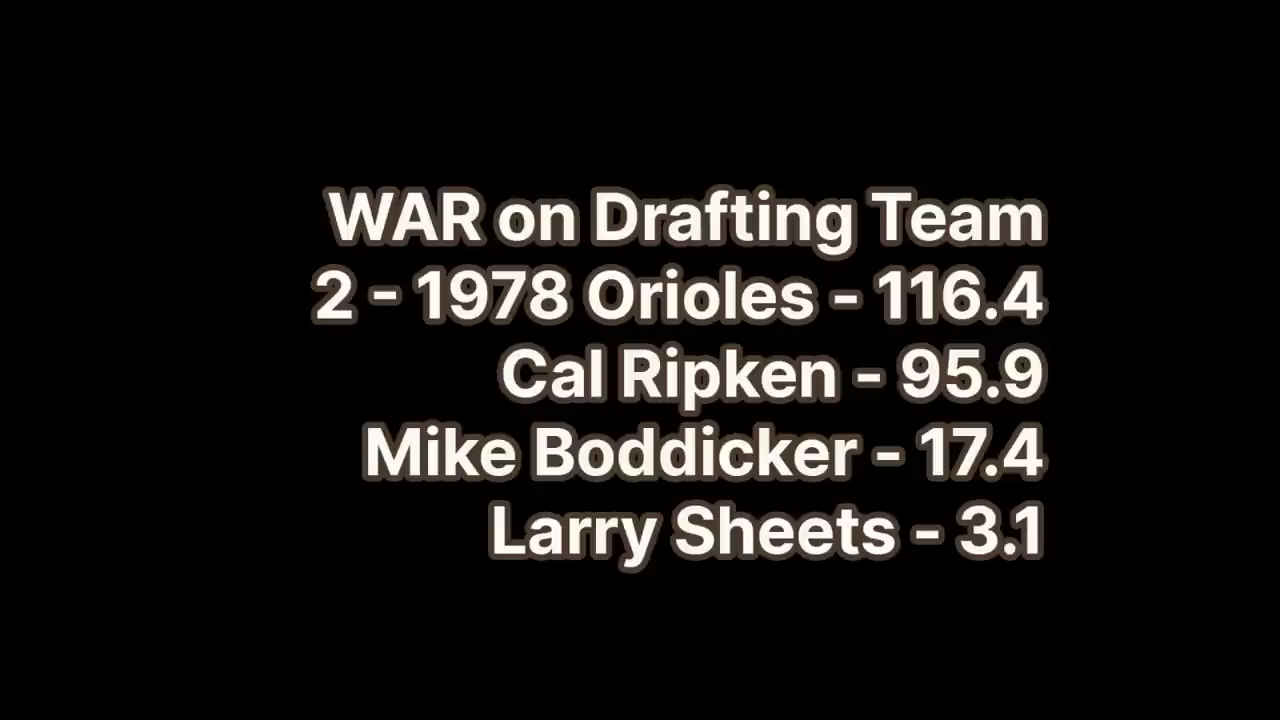 WAR on Drafting Team
2 - 1978 Orioles - 116.4
Cal Ripken - 95.9
Mike Boddicker - 17.4
Larry Sheets - 3.1